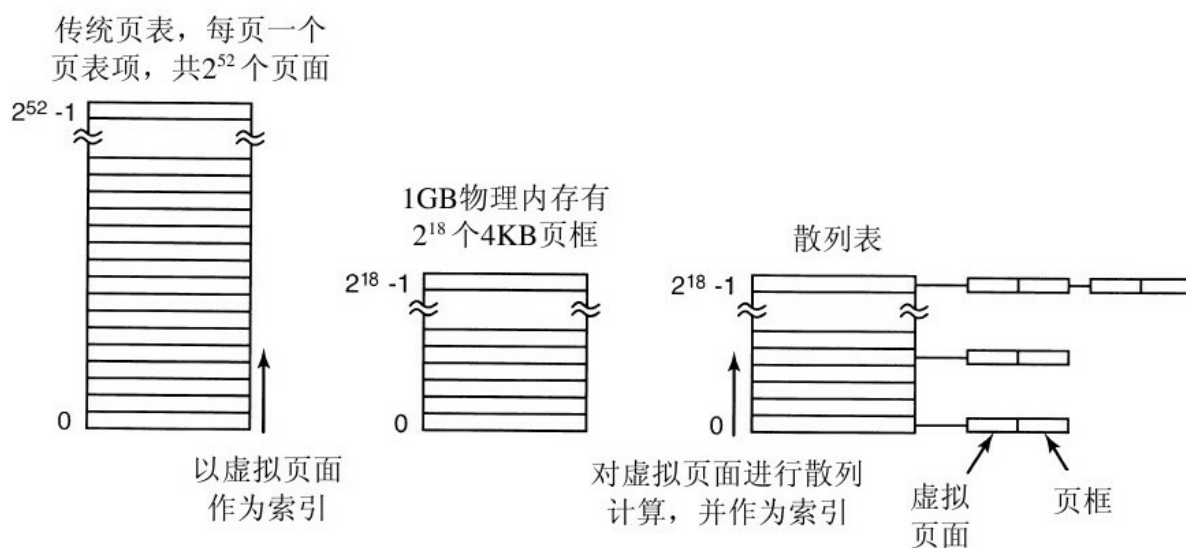 传统页表，每页一个
页表项，共2⁵²个页面
2⁵² -1
0
以虚拟页面
作为索引
1GB物理内存有
2¹⁸个4KB页框
2¹⁸ -1
0
散列表
2¹⁸ -1
0
对虚拟页面进行散列
计算，并作为索引
虚拟
页面
页框